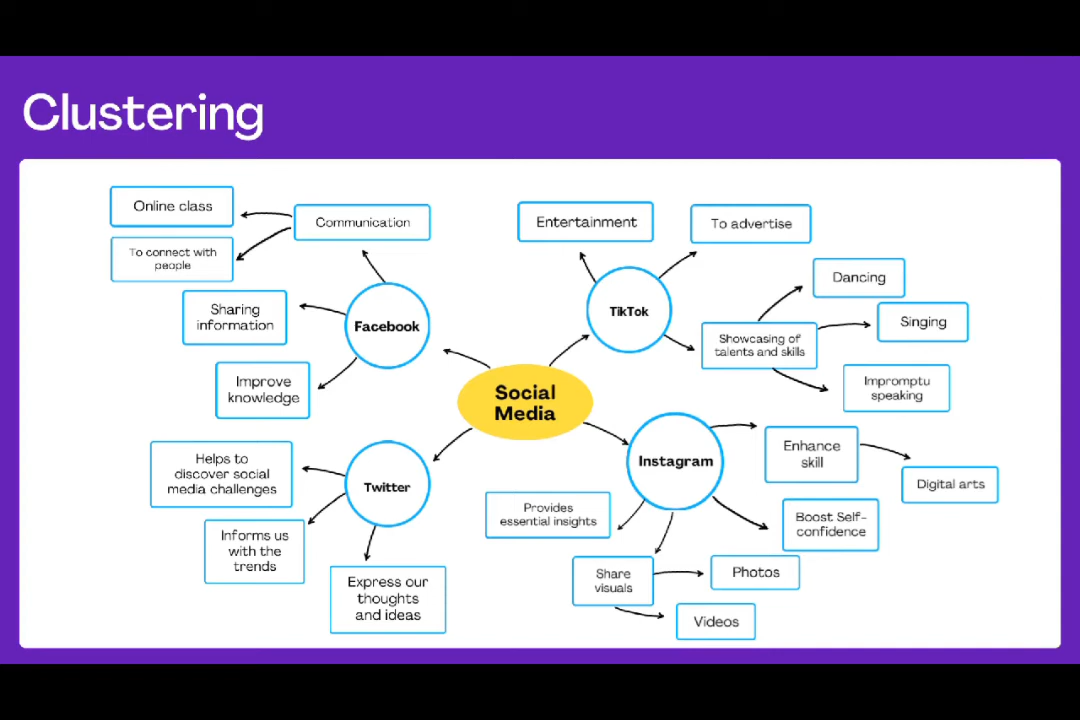 Clustering
Online class
Communication
To connect with
people
Sharing
information
Facebook
Improve
knowledge
Entertainment
To advertise
TikTok
Dancing
Singing
Showcasing of
talents and skills
Impromptu
speaking
Social
Media
Helps to
discover social
media challenges
Twitter
Informs us
with the
trends
Express our
thoughts
and ideas
Instagram
Enhance
skill
Digital arts
Provides
essential insights
Boost Self-
confidence
Share
visuals
Photos
Videos